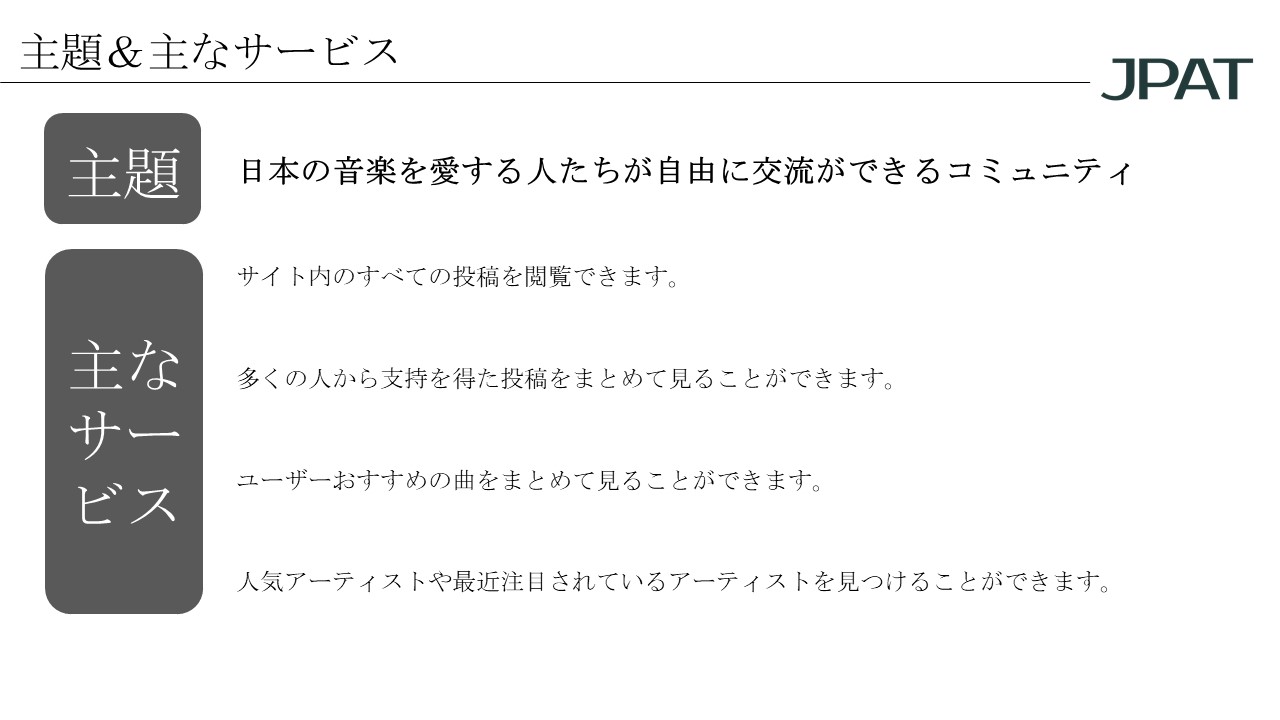 主題＆主なサービス
JPAT
主題
日本の音楽を愛する人たちが自由に交流ができるコミュニティ
主な
サー
ビス
サイト内のすべての投稿を閲覧できます。
多くの人から支持を得た投稿をまとめて見ることができます。
ユーザーおすすめの曲をまとめて見ることができます。
人気アーティストや最近注目されているアーティストを見つけることができます。